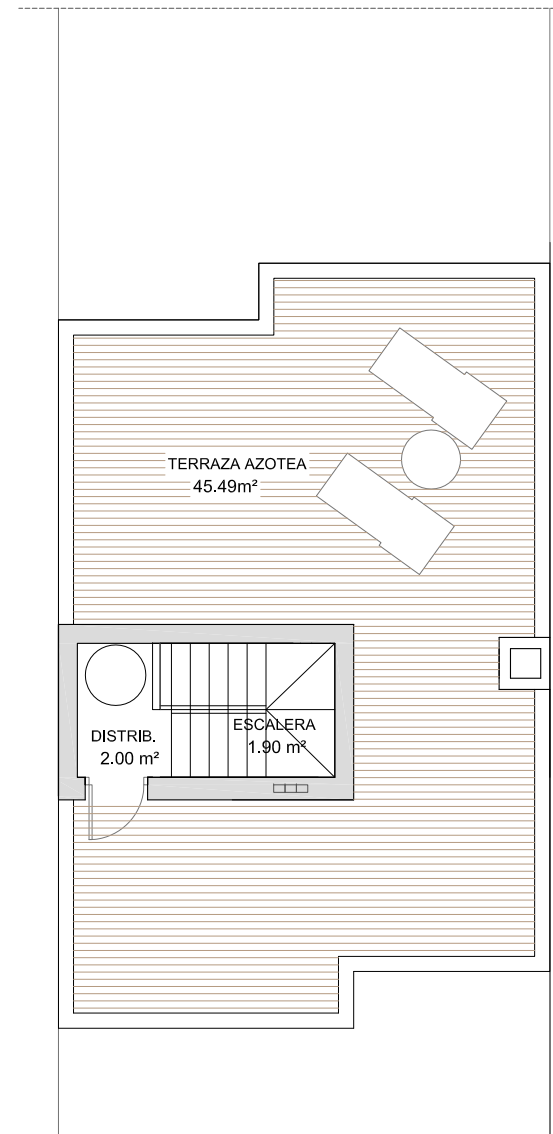 TERRAZA AZOTEA
45.49m²
ESCALERA
1.90 m²
DISTRIB.
2.00 m²